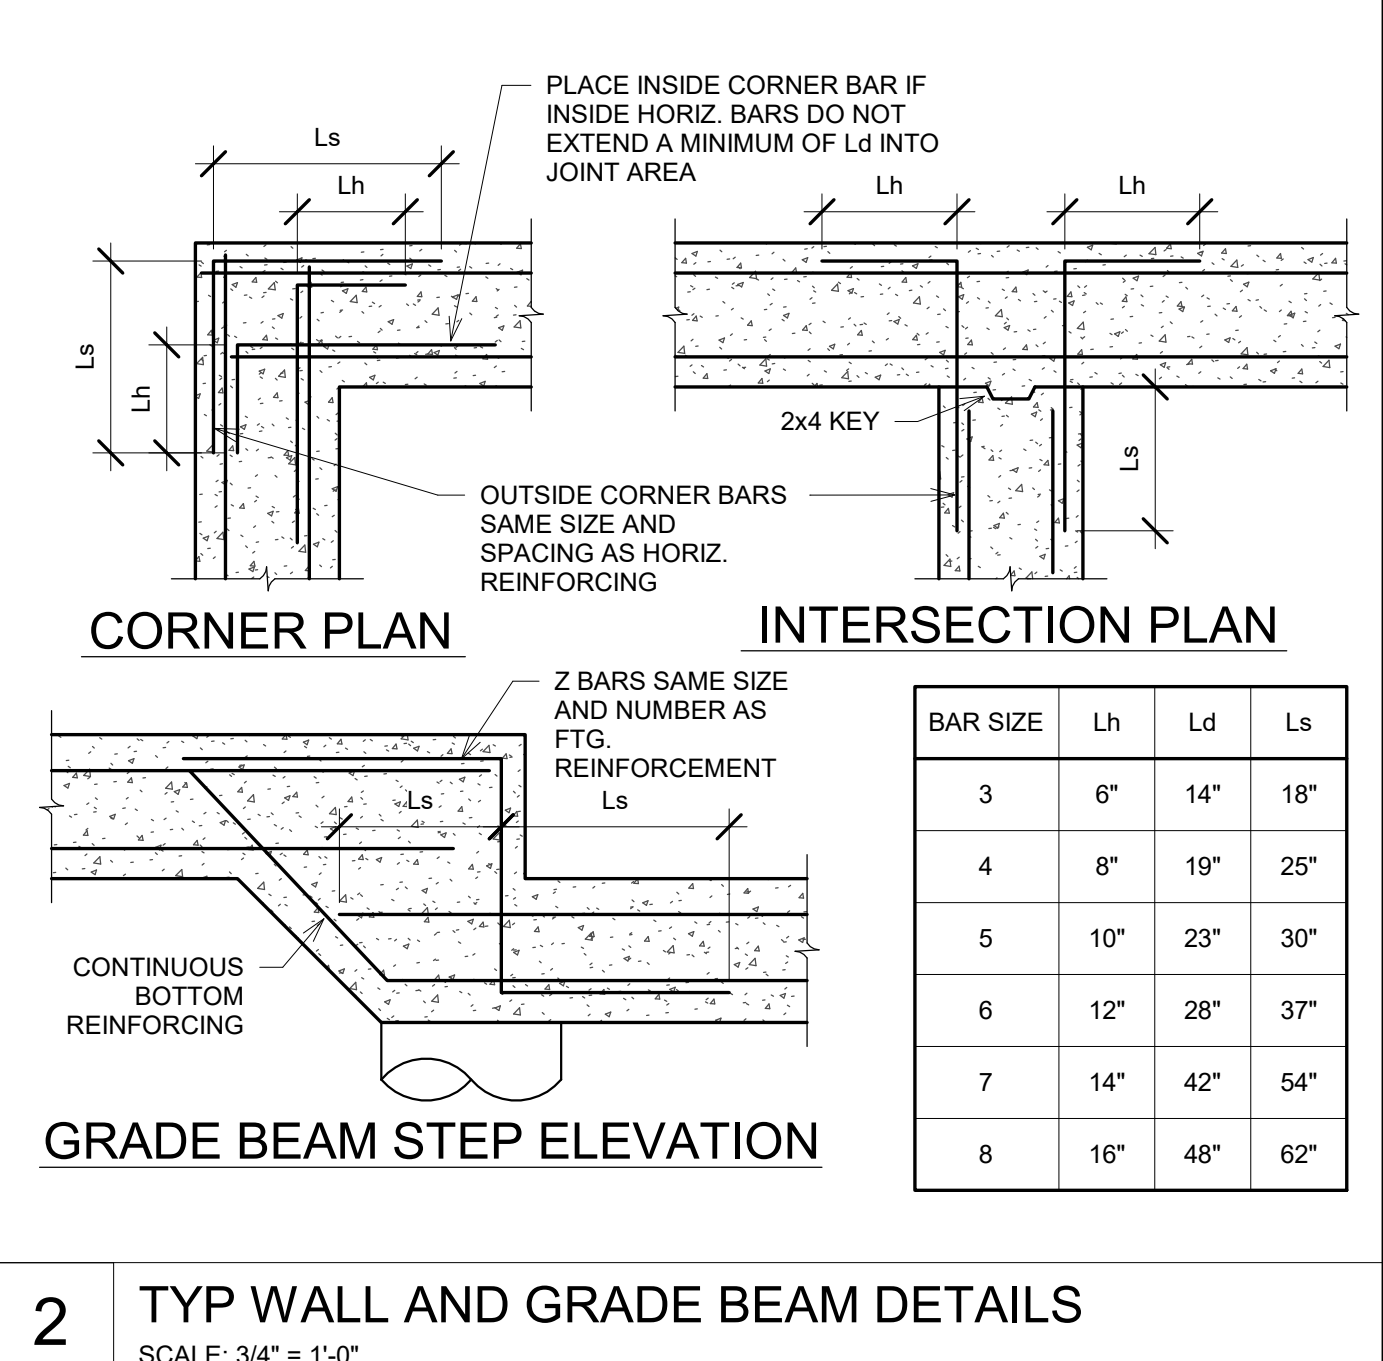 PLACE INSIDE CORNER BAR IF
INSIDE HORIZ. BARS DO NOT
EXTEND A MINIMUM OF Ld INTO
JOINT AREA
Ls
Lh
Lh
Lh
Ls
Lh
2x4 KEY
Ls
OUTSIDE CORNER BARS
SAME SIZE AND
SPACING AS HORIZ.
REINFORCING
CORNER PLAN
INTERSECTION PLAN
Z BARS SAME SIZE
AND NUMBER AS
FTG.
REINFORCEMENT
Ls
Ls
CONTINUOUS
BOTTOM
REINFORCING
GRADE BEAM STEP ELEVATION
BAR SIZE Lh Ld Ls
3 6" 14" 18"
4 8" 19" 25"
5 10" 23" 30"
6 12" 28" 37"
7 14" 42" 54"
8 16" 48" 62"
2
TYP WALL AND GRADE BEAM DETAILS
SCALE: 3/4" = 1'-0"